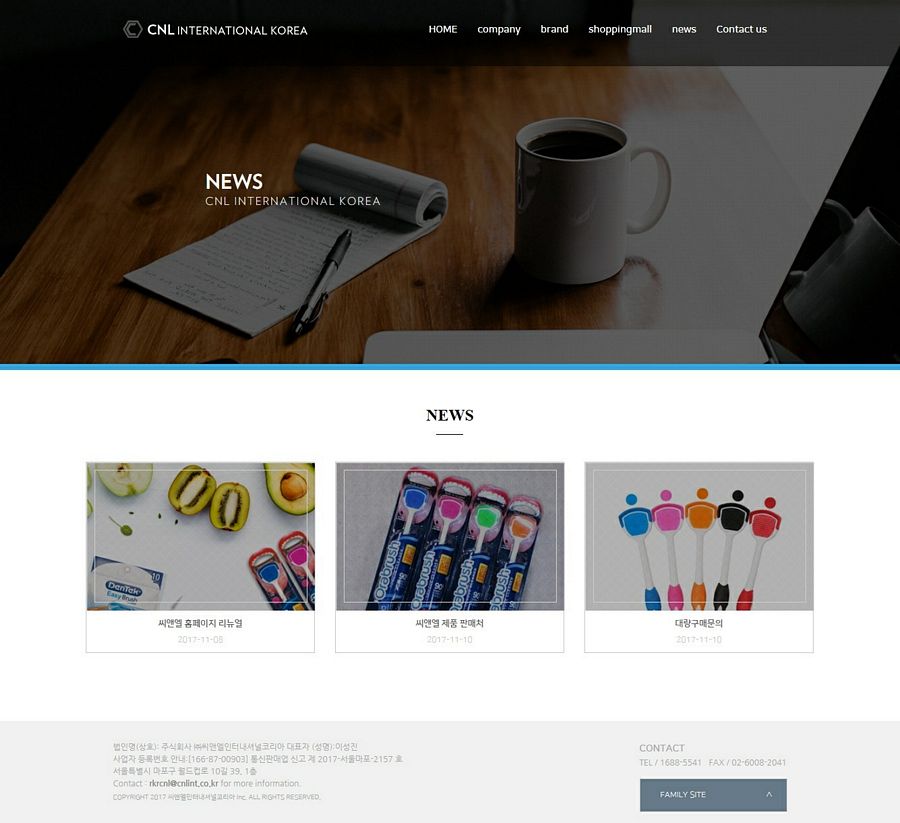 CNL INTERNATIONAL KOREA
HOME company brand shoppingmall news Contact us
NEWS
CNL INTERNATIONAL KOREA
NEWS
DenTek
Easy Brush
Orabrush Orabrush Orabrush Orabrush
씨앤엘 홈페이지 리뉴얼
2017-11-08
씨앤엘 제품 판매처
2017-11-10
대량구매문의
2017-11-10
법인명(상호): 주식회사 ㈜씨앤엘인터내셔널코리아 대표자 (성명):이성진
사업자 등록번호 안내:[166-87-00903] 통신판매업 신고 제 2017-서울마포-2157 호
서울특별시 마포구 월드컵로 10길 39, 1층
Contact : rkrcnl@cnlint.co.kr for more information.
COPYRIGHT 2017 씨앤엘인터내셔널코리아 Inc. ALL RIGHTS RESERVED.
CONTACT
TEL / 1688-5541 FAX / 02-6008-2041
FAMILY SITE ^